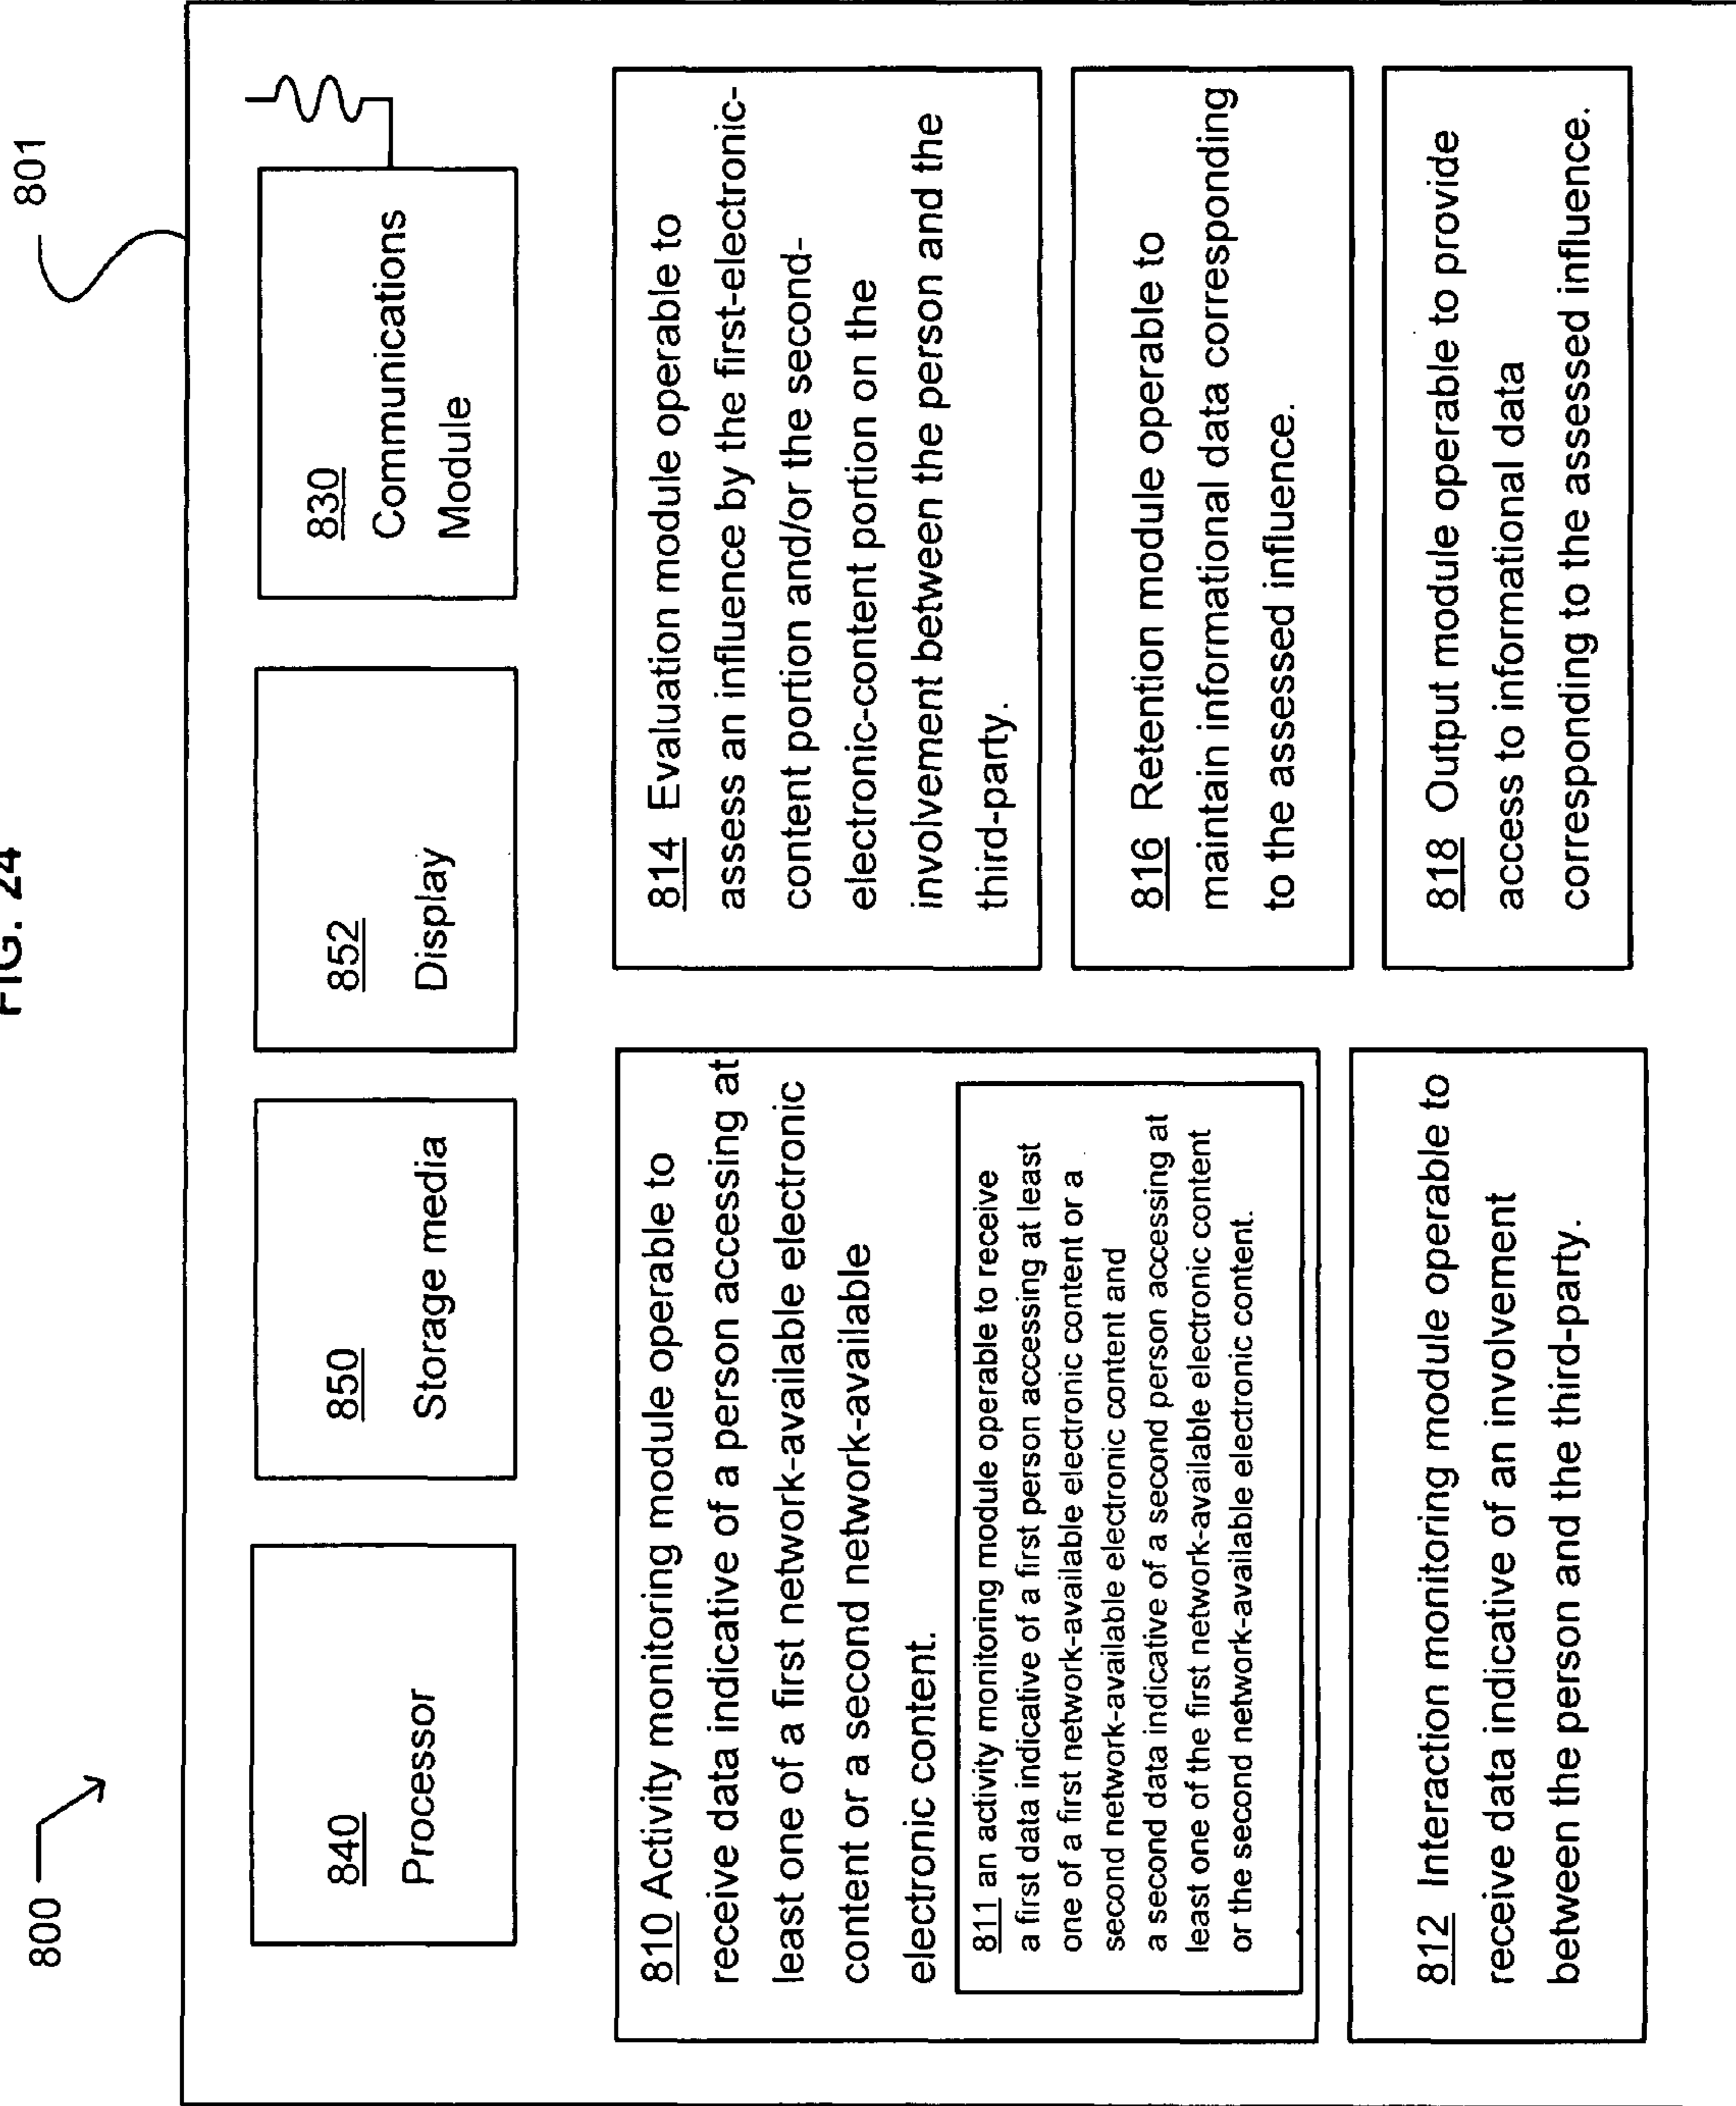 FIG. 24
800
801
840
Processor
850
Storage media
852
Display
830
Communications
Module
810 Activity monitoring module operable to
receive data indicative of a person accessing at
least one of a first network-available electronic
content or a second network-available
electronic content.
811 an activity monitoring module operable to receive
a first data indicative of a first person accessing at least
one of a first network-available electronic content or a
second network-available electronic content and
a second data indicative of a second person accessing at
least one of the first network-available electronic content
or the second network-available electronic content.
812 Interaction monitoring module operable to
receive data indicative of an involvement
between the person and the third-party.
814 Evaluation module operable to
assess an influence by the first-electronic-
content portion and/or the second-
electronic-content portion on the
involvement between the person and the
third-party.
816 Retention module operable to
maintain informational data corresponding
to the assessed influence.
818 Output module operable to provide
access to informational data
corresponding to the assessed influence.